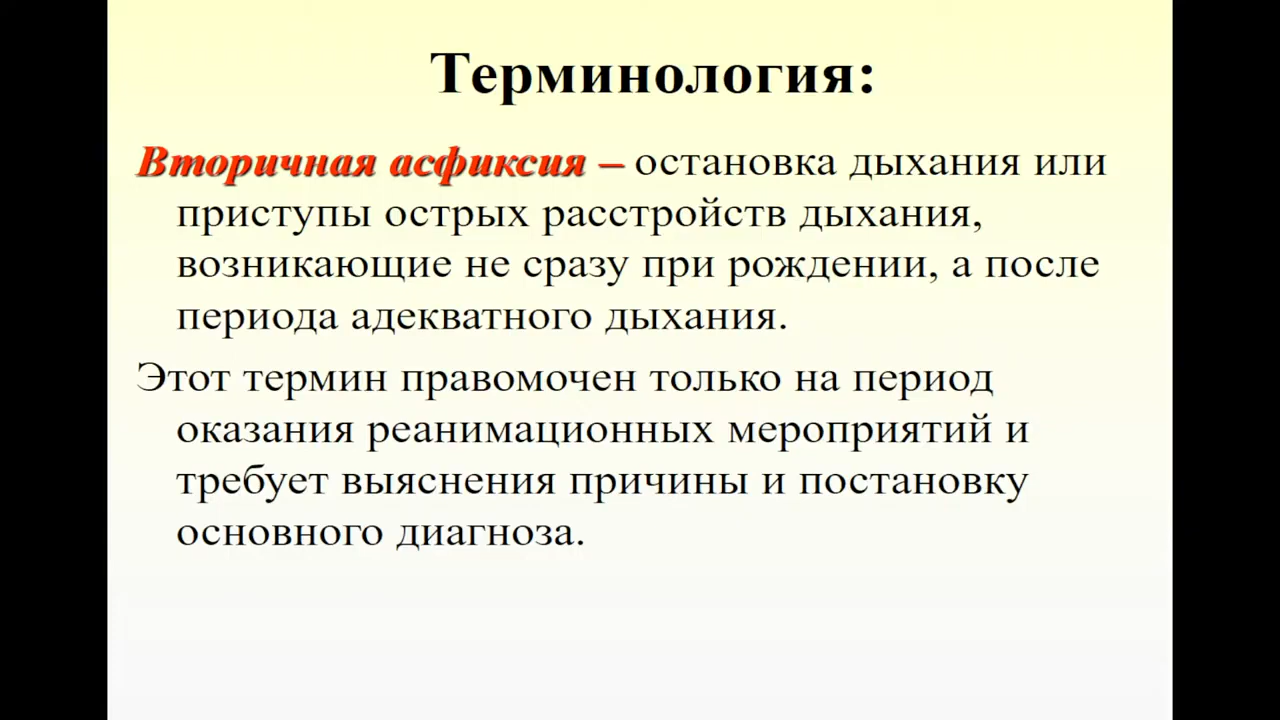 Терминология:
Вторичная асфиксия – остановка дыхания или
приступы острых расстройств дыхания,
возникающие не сразу при рождении, а после
периода адекватного дыхания.
Этот термин правомочен только на период
оказания реанимационных мероприятий и
требует выяснения причины и постановку
основного диагноза.